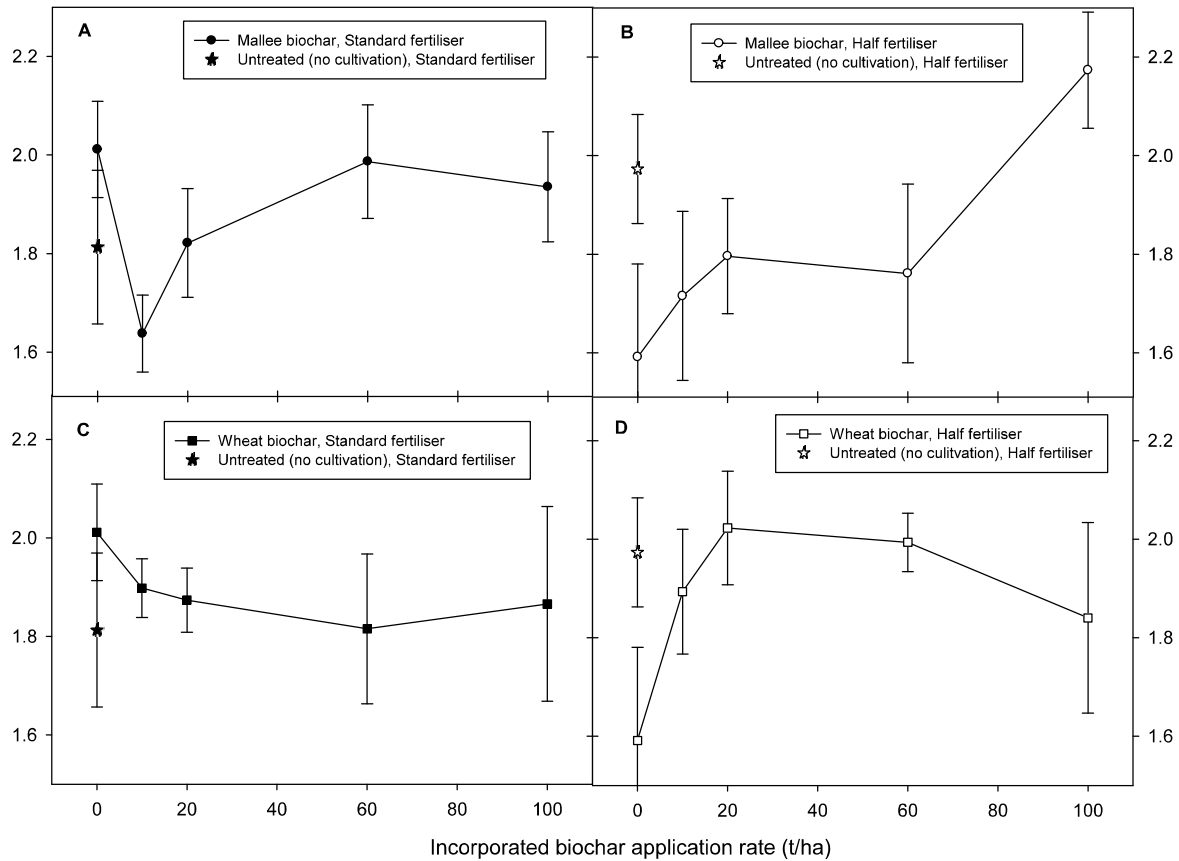 A
Mallee biochar, Standard fertiliser
Untreated (no cultivation), Standard fertiliser
2.2
2.0
1.8
1.6
B
Mallee biochar, Half fertiliser
Untreated (no cultivation), Half fertiliser
2.2
2.0
1.8
1.6
C
Wheat biochar, Standard fertiliser
Untreated (no cultivation), Standard fertiliser
2.2
2.0
1.8
1.6
0 20 40 60 80 100
D
Wheat biochar, Half fertiliser
Untreated (no culitvation), Half fertiliser
2.2
2.0
1.8
1.6
0 20 40 60 80 100
Incorporated biochar application rate (t/ha)